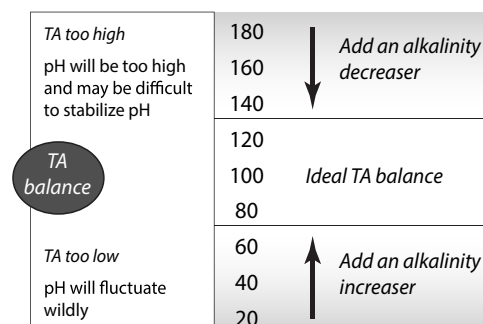 TA too high
pH will be too high
and may be difficult
to stabilize pH
TA
balance
TA too low
pH will fluctuate
wildly
180
160
140
120
100
80
60
40
20
Add an alkalinity
decreaser
Ideal TA balance
Add an alkalinity
increaser